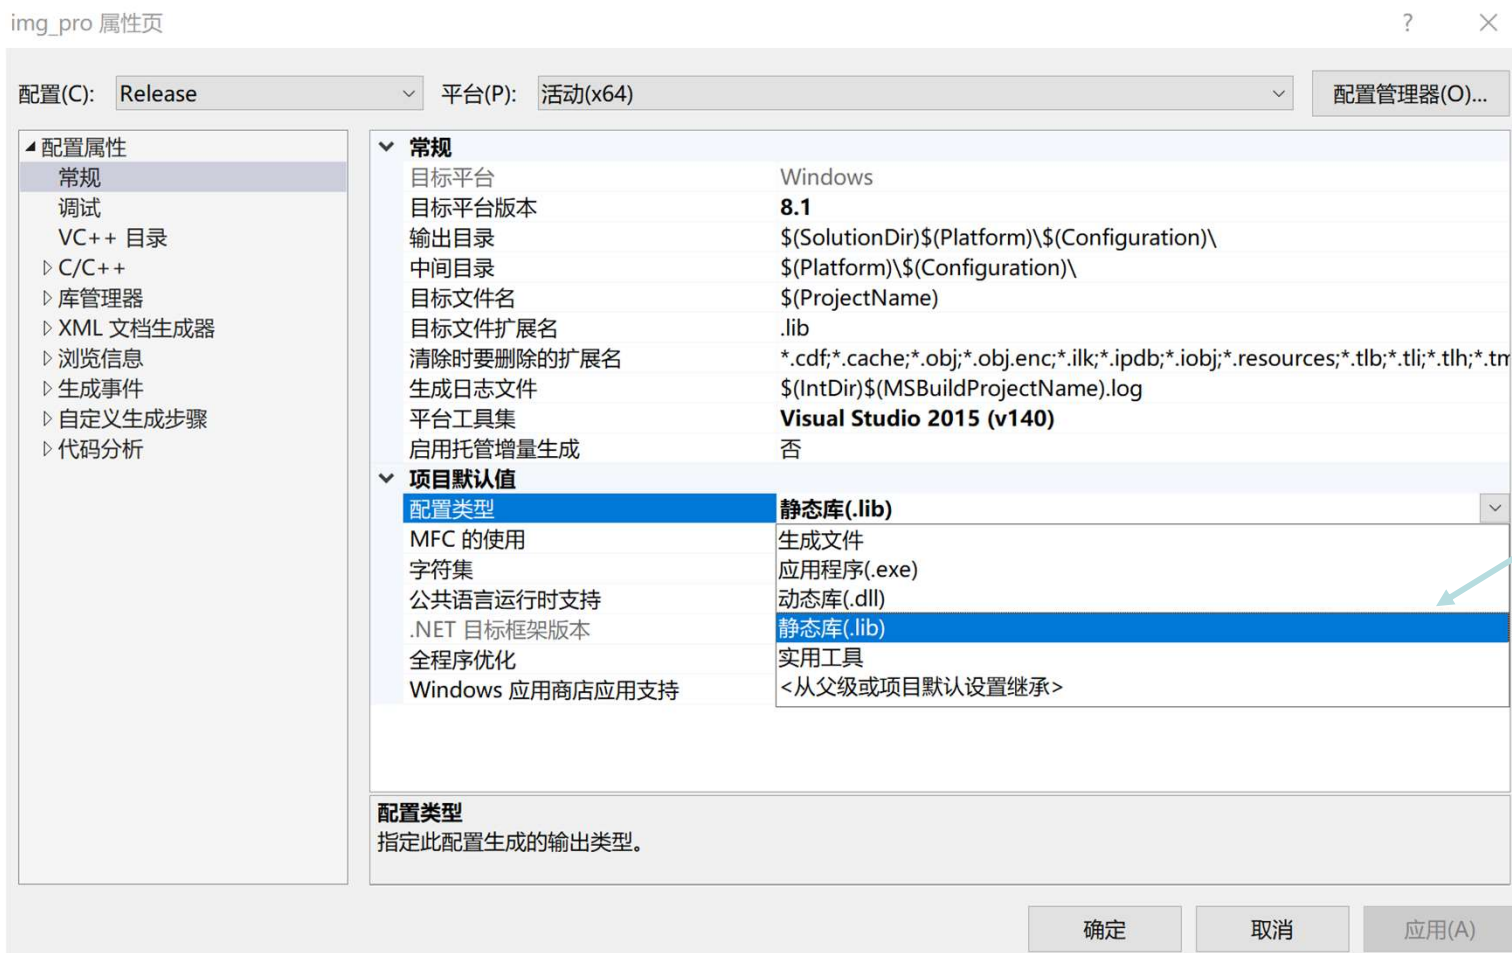 img_pro 属性页
?
配置(C): Release 平台(P): 活动(x64) 配置管理器(O)...
配置属性
常规
调试
VC++ 目录
C/C++
库管理器
XML 文档生成器
浏览信息
生成事件
自定义生成步骤
代码分析
常规
目标平台 Windows
目标平台版本 8.1
输出目录 $(SolutionDir)$(Platform)\$(Configuration)\
中间目录 $(Platform)\$(Configuration)\
目标文件名 $(ProjectName)
目标文件扩展名 .lib
清除时要删除的扩展名 *.cdf;*.cache;*.obj;*.obj.enc;*.ilk;*.ipdb;*.iobj;*.resources;*.tlb;*.tli;*.tlh;*.tm
生成日志文件 $(IntDir)$(MSBuildProjectName).log
平台工具集 Visual Studio 2015 (v140)
启用托管增量生成 否
项目默认值
配置类型 静态库(.lib)
MFC 的使用
字符集
公共语言运行时支持
.NET 目标框架版本
全程序优化
Windows 应用商店应用支持
生成文件
应用程序(.exe)
动态库(.dll)
静态库(.lib)
实用工具
<从父级或项目默认设置继承>
配置类型
指定此配置生成的输出类型。
确定 取消 应用(A)